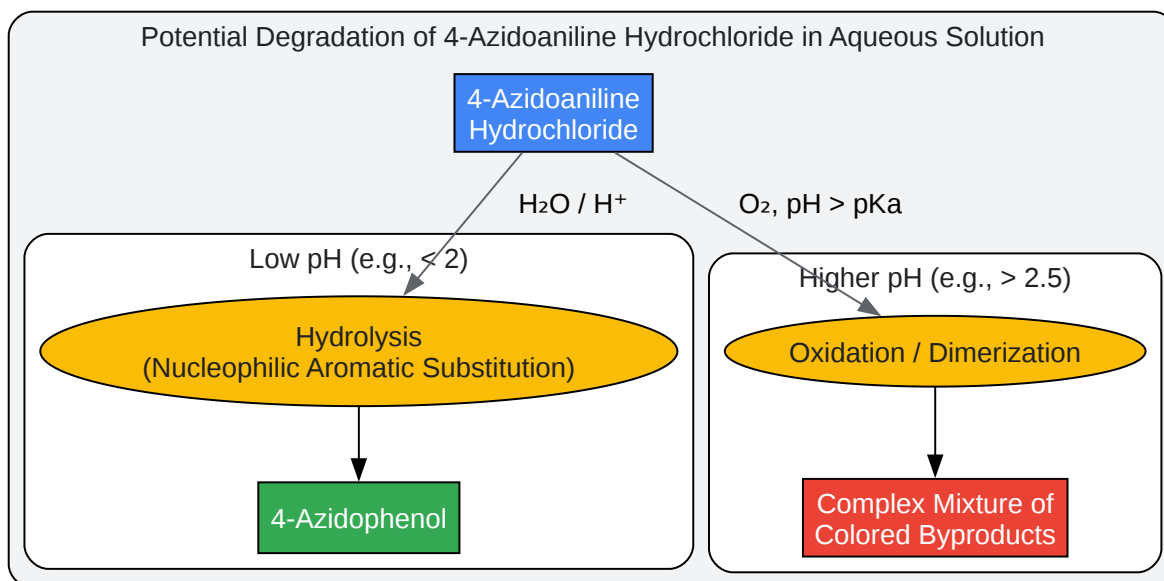 Potential Degradation of 4-Azidoaniline Hydrochloride in Aqueous Solution
4-Azidoaniline
Hydrochloride
H₂O / H⁺
O₂, pH > pKa
Low pH (e.g., < 2)
Higher pH (e.g., > 2.5)
Hydrolysis
(Nucleophilic Aromatic Substitution)
Oxidation / Dimerization
4-Azidophenol
Complex Mixture of
Colored Byproducts